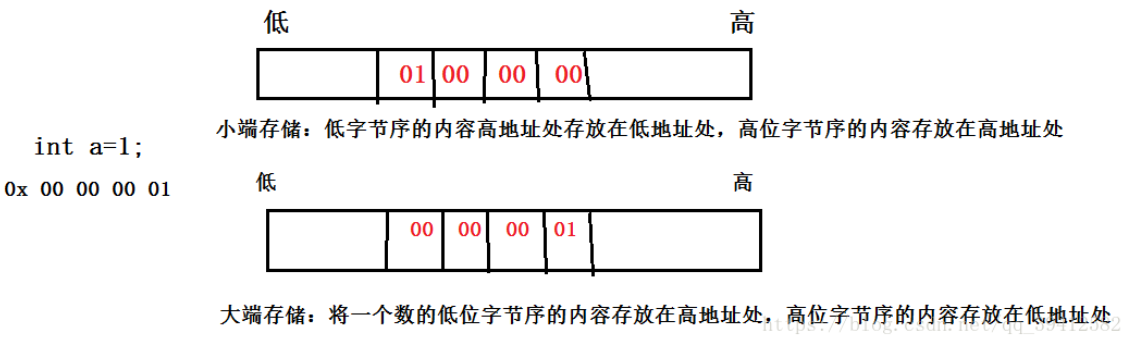 低 高
01 00 00 00
小端存储：低字节序的内容高地址处存放在低地址处，高位字节序的内容存放在高地址处
int a=1;
0x 00 00 00 01
低 高
00 00 00 01
大端存储：将一个数的低位字节序的内容存放在高地址处，高位字节序的内容存放在低地址处
https://blog.csdn.net/qq_39412582